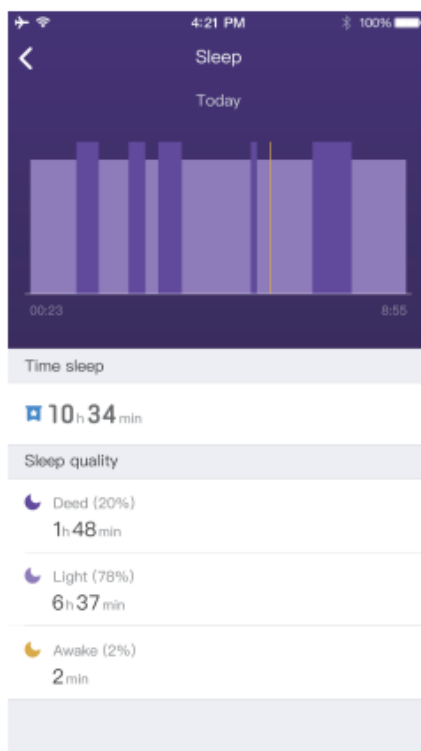 4:21 PM 100%
Sleep
Today
00:23 8:55
Time sleep
10h34min
Sleep quality
Deed (20%)
1h48min
Light (78%)
6h37min
Awake (2%)
2min